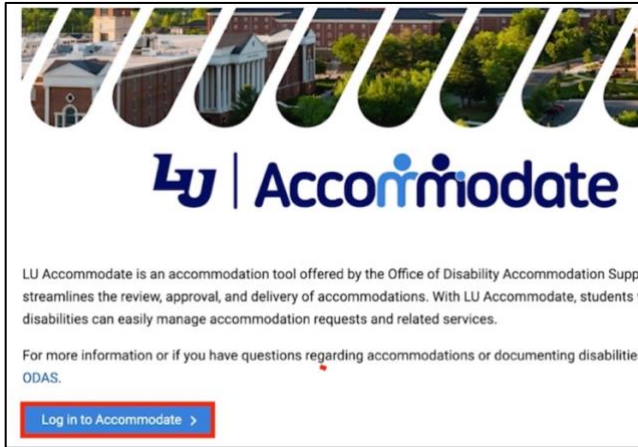 LU | Accommodate
LU Accommodate is an accommodation tool offered by the Office of Disability Accommodation
streamlines the review, approval, and delivery of accommodations. With LU Accommodate, students
disabilities can easily manage accommodation requests and related services.
For more information or if you have questions regarding accommodations or documenting
ODAS.
Log in to Accommodate >